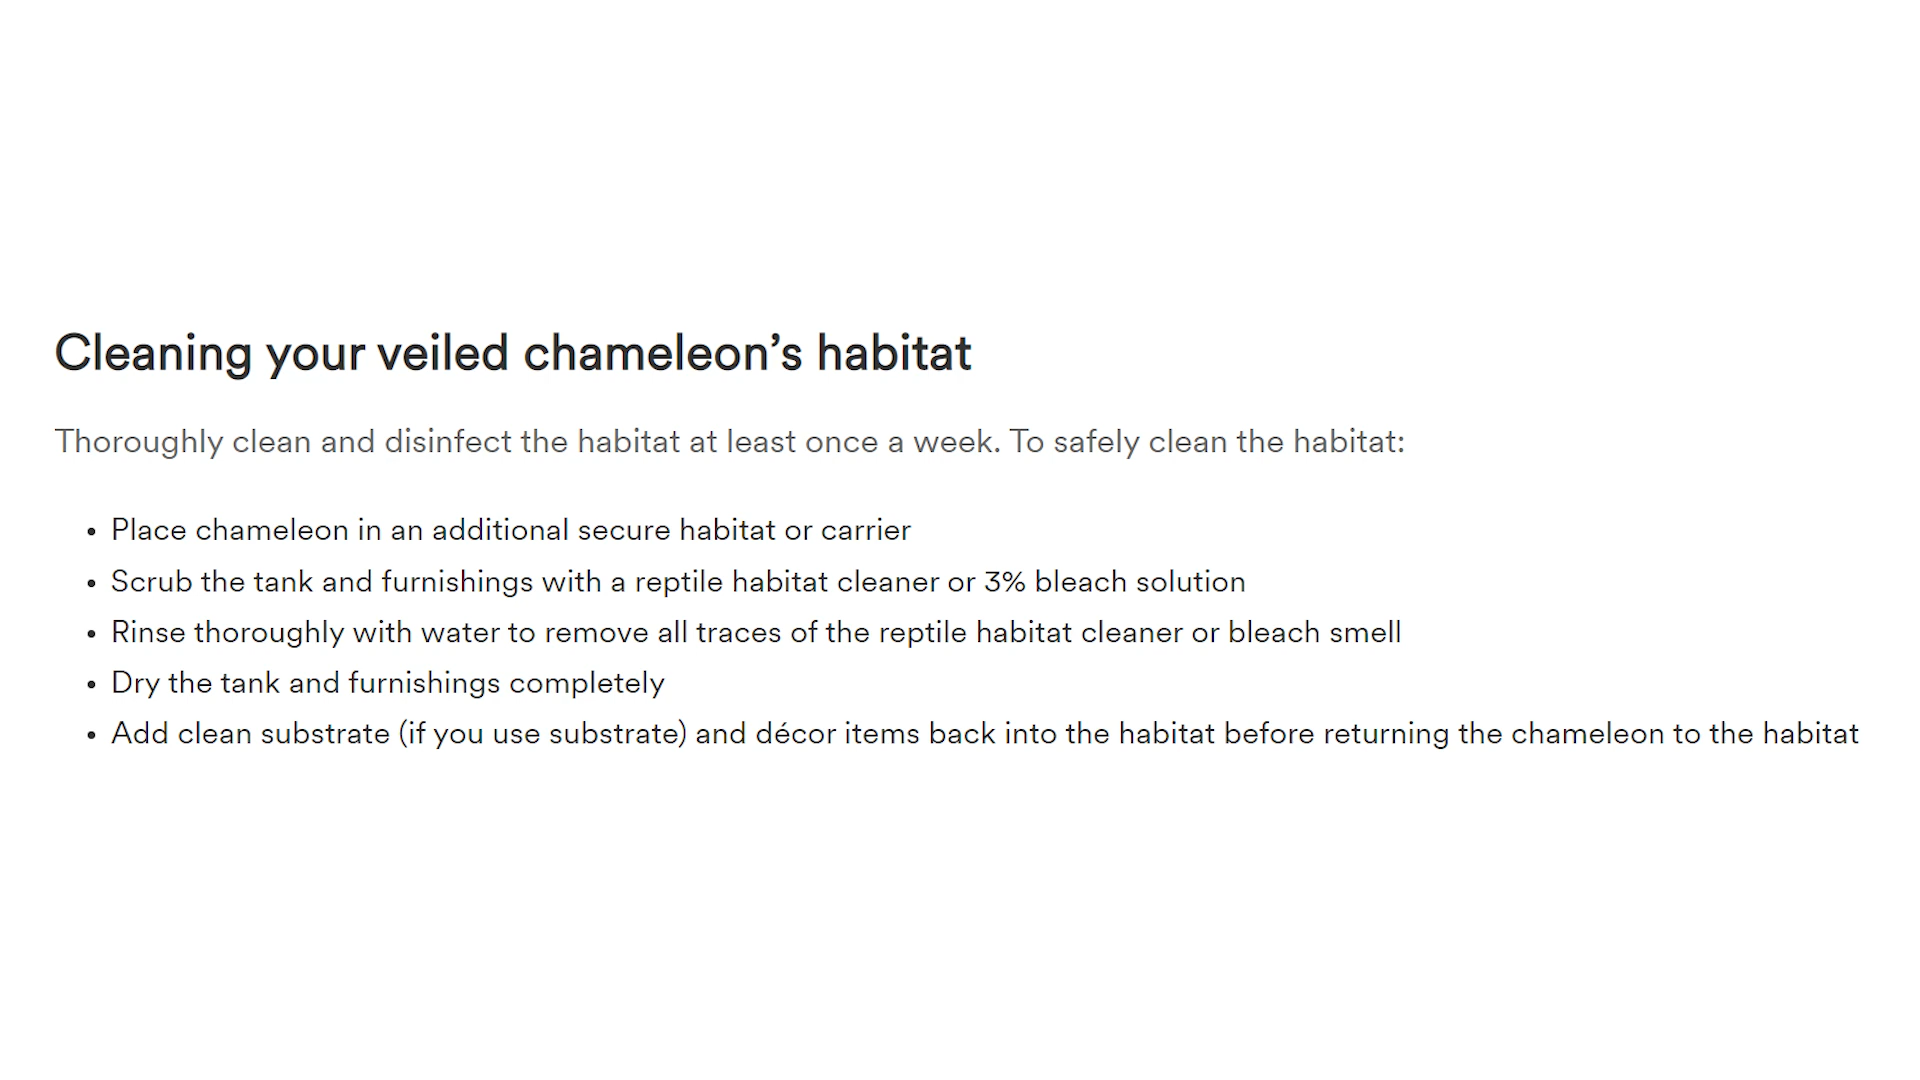 Cleaning your veiled chameleon’s habitat
Thoroughly clean and disinfect the habitat at least once a week. To safely clean the habitat:
• Place chameleon in an additional secure habitat or carrier
• Scrub the tank and furnishings with a reptile habitat cleaner or 3% bleach solution
• Rinse thoroughly with water to remove all traces of the reptile habitat cleaner or bleach smell
• Dry the tank and furnishings completely
• Add clean substrate (if you use substrate) and décor items back into the habitat before returning the chameleon to the habitat